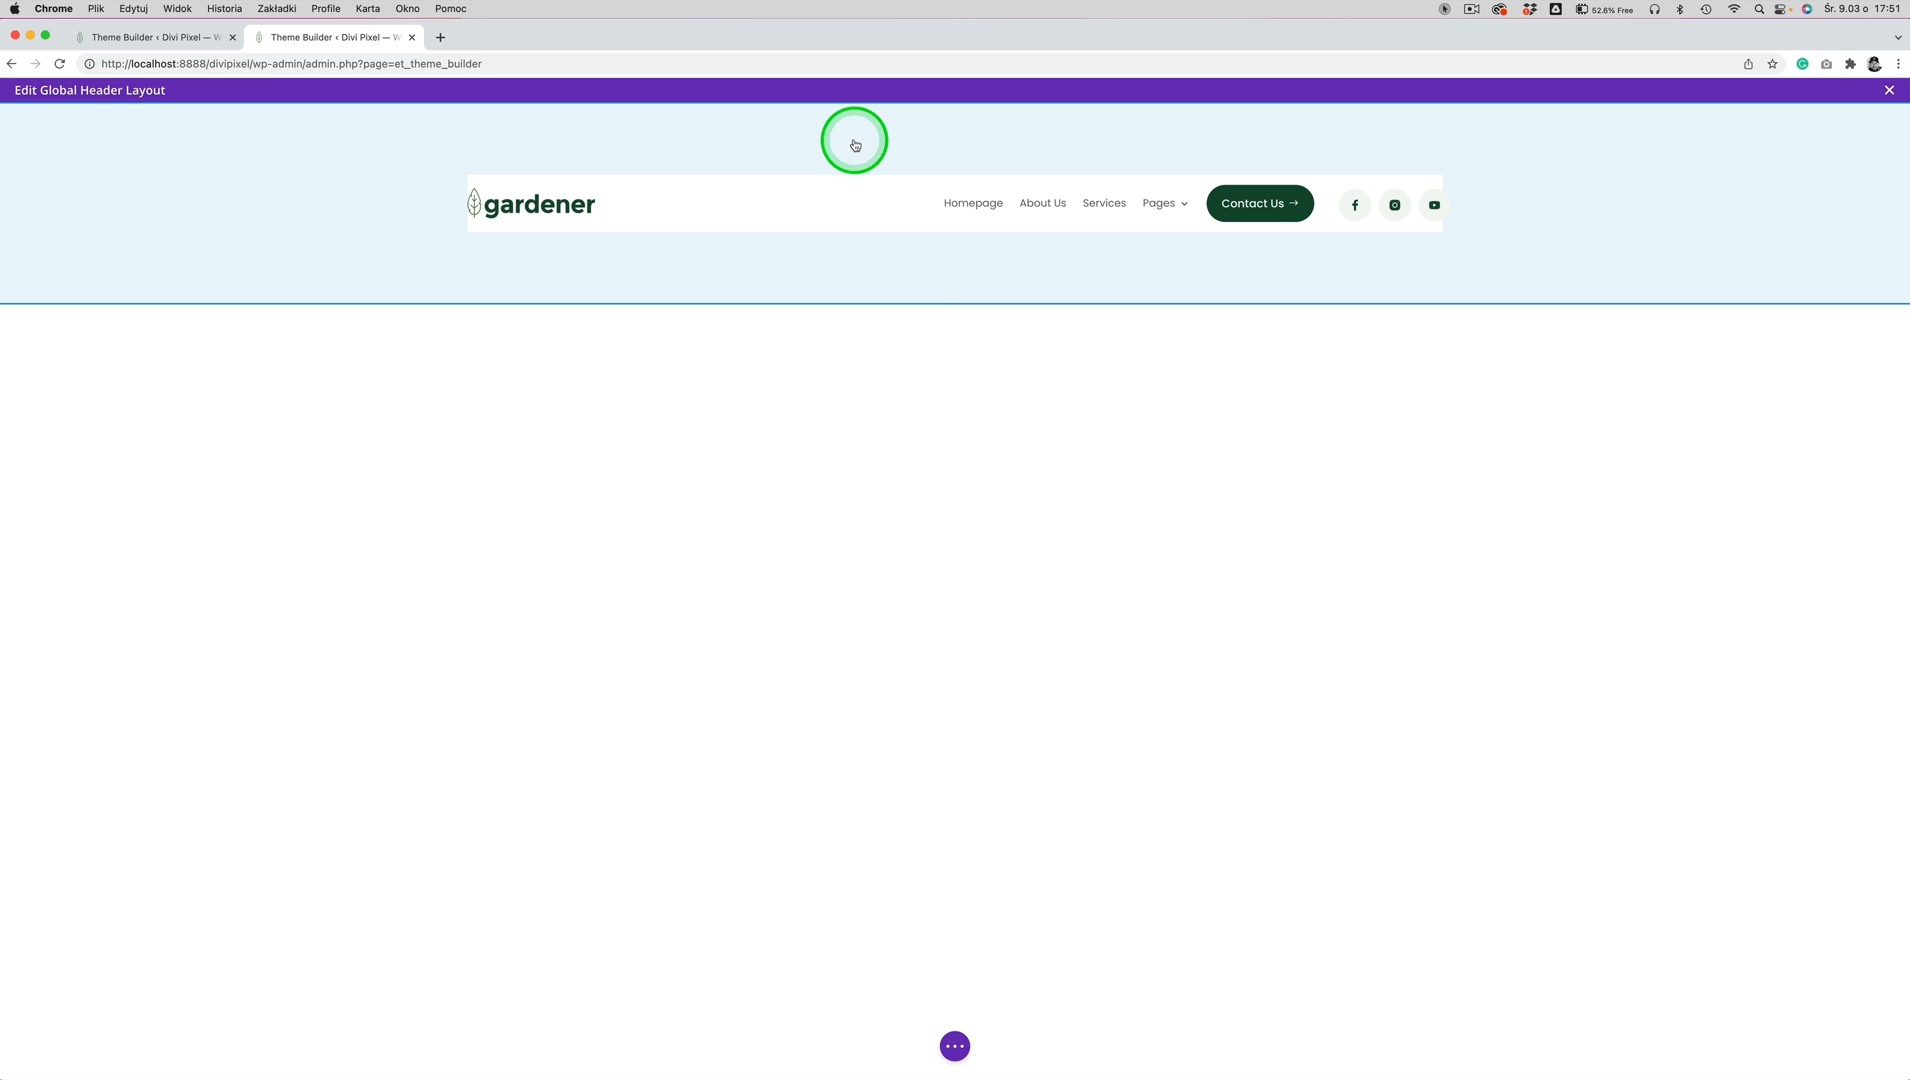 Chrome Plik Edytuj Widok Historia Zakładki Profile Karta Okno Pomoc 52.6% Free Śr. 9.03 o 17:51
Theme Builder ‹ Divi Pixel — W Theme Builder ‹ Divi Pixel — W
http://localhost:8888/divipixel/wp-admin/admin.php?page=et_theme_builder
Edit Global Header Layout
gardener Homepage About Us Services Pages Contact Us →